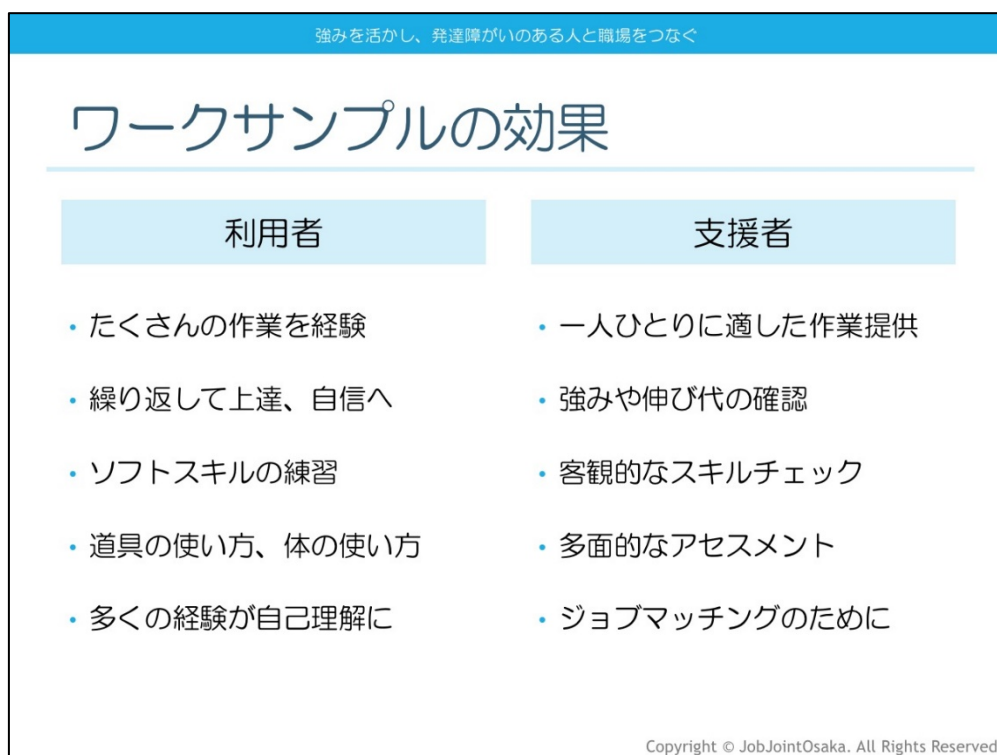 強みを活かし、発達障がいのある人と職場をつなぐ
ワークサンプルの効果
利用者
・たくさんの作業を経験
・繰り返して上達、自信へ
・ソフトスキルの練習
・道具の使い方、体の使い方
・多くの経験が自己理解に
支援者
・一人ひとりに適した作業提供
・強みや伸び代の確認
・客観的なスキルチェック
・多面的なアセスメント
・ジョブマッチングのために
Copyright © JobJointOsaka. All Rights Reserved